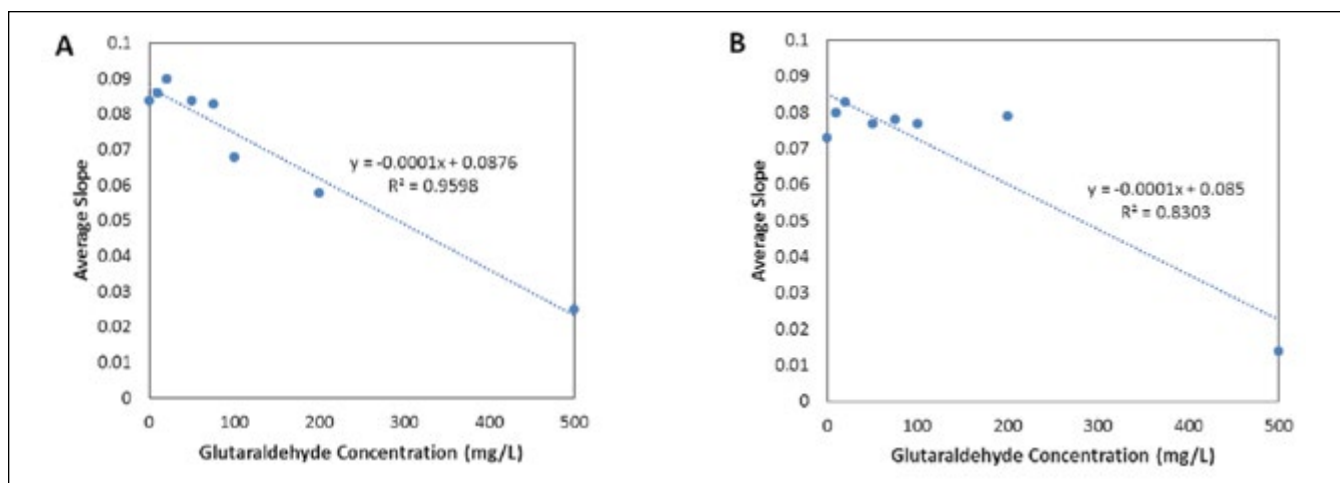 A
0.1
0.09
0.08
0.07
0.06
0.05
0.04
0.03
0.02
0.01
0
Average Slope
y = -0.0001x + 0.0876
R² = 0.9598
0 100 200 300 400 500
Glutaraldehyde Concentration (mg/L)
B
0.1
0.09
0.08
0.07
0.06
0.05
0.04
0.03
0.02
0.01
0
Average Slope
y = -0.0001x + 0.085
R² = 0.8303
0 100 200 300 400 500
Glutaraldehyde Concentration (mg/L)